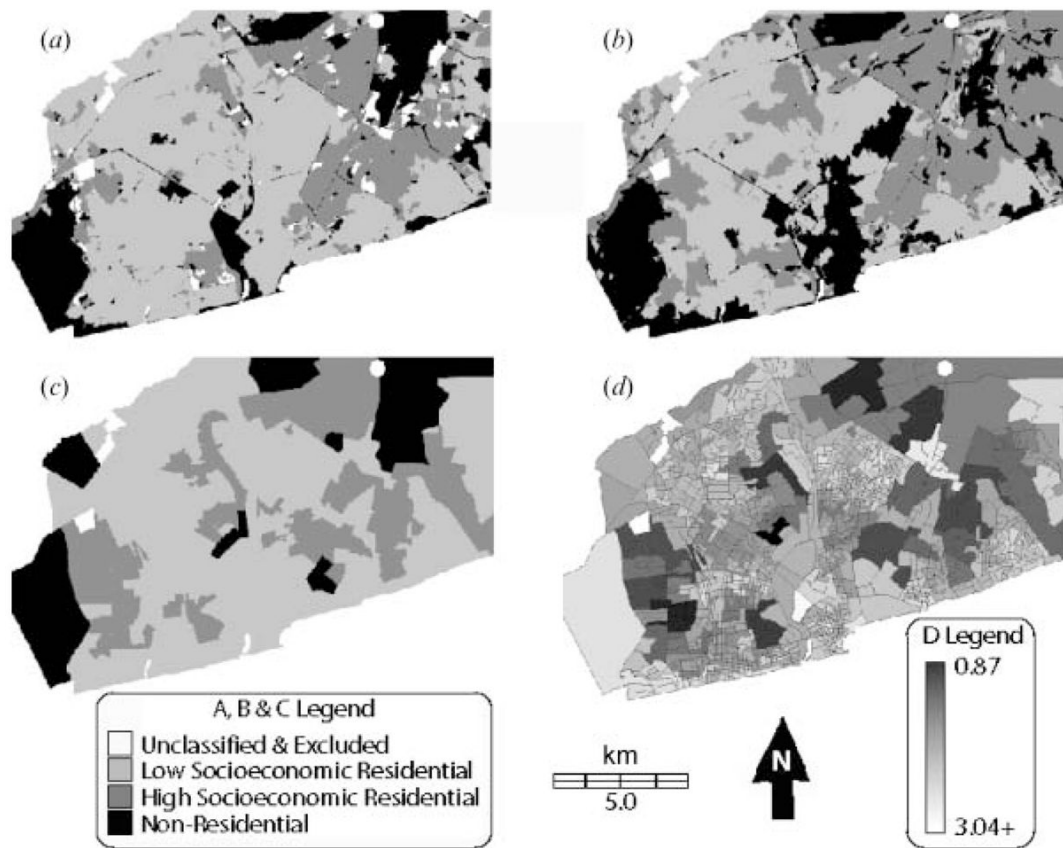 (a)
(b)
(c)
(d)
A, B & C Legend
Unclassified & Excluded
Low Socioeconomic Residential
High Socioeconomic Residential
Non-Residential
km
5.0
N
D Legend
0.87
3.04+